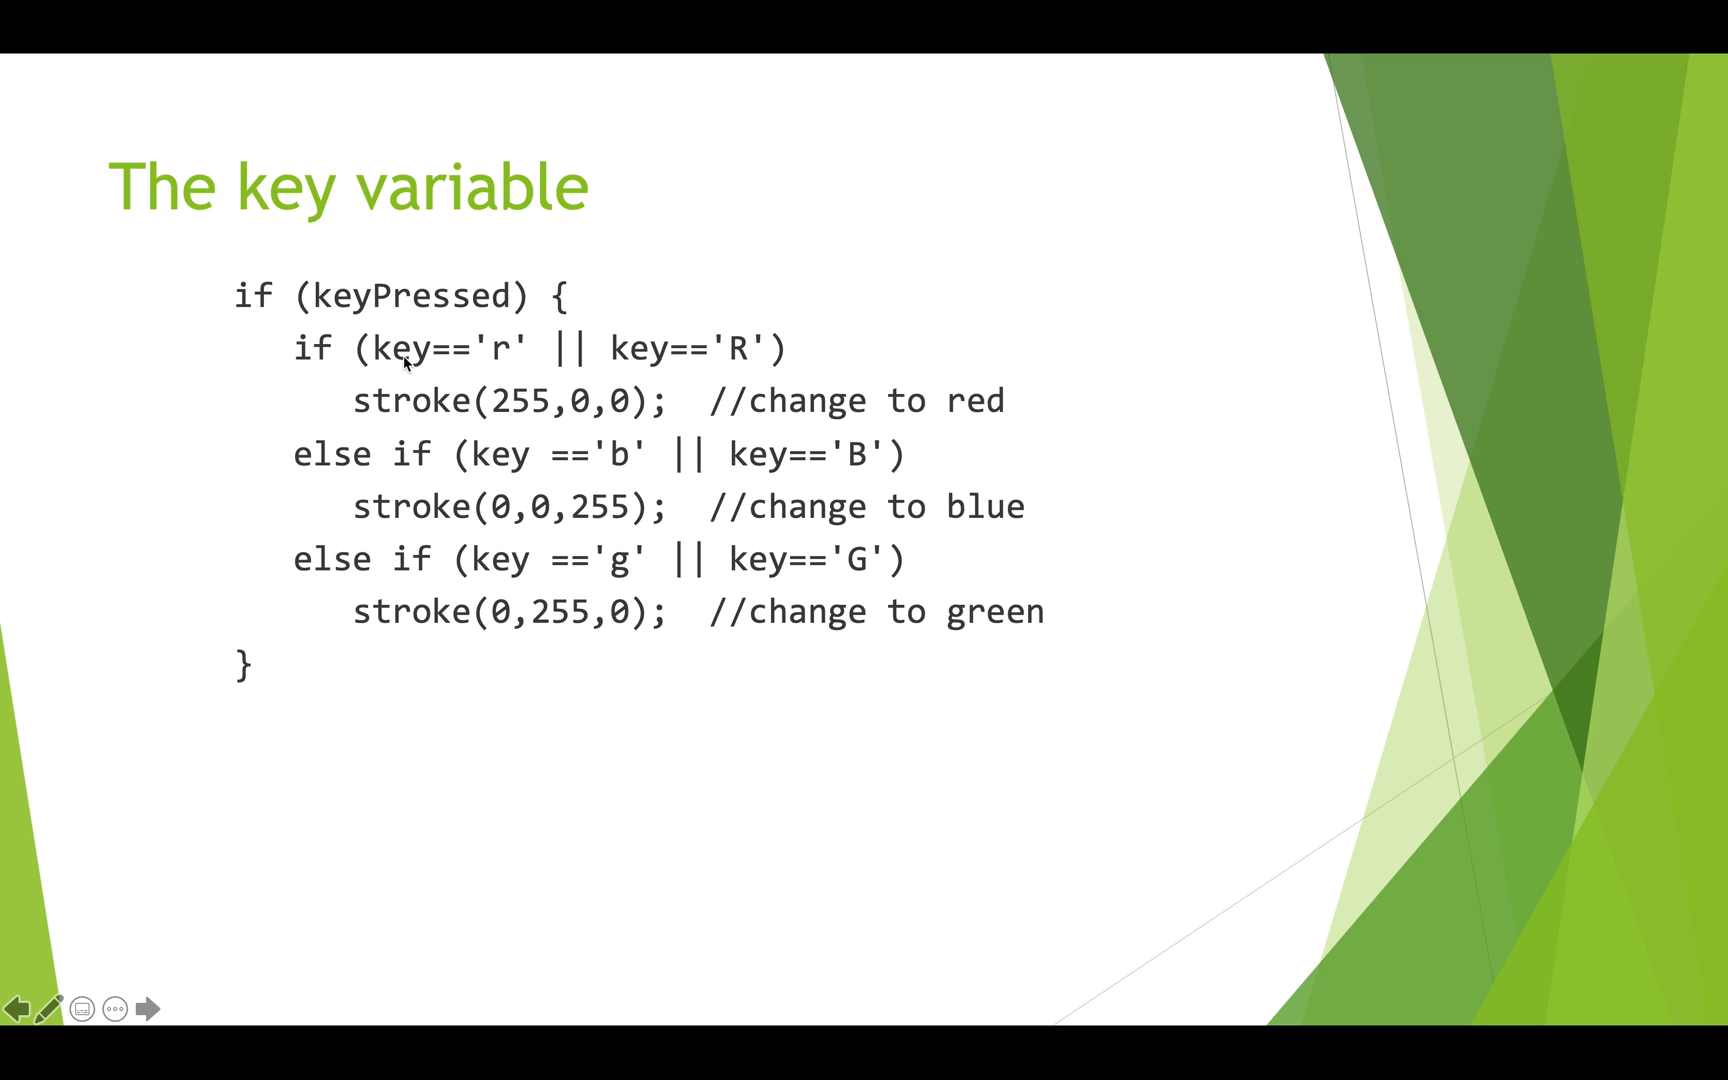 The key variable
if (keyPressed) {
if (key=='r' || key=='R')
stroke(255,0,0); //change to red
else if (key =='b' || key=='B')
stroke(0,0,255); //change to blue
else if (key =='g' || key=='G')
stroke(0,255,0); //change to green
}